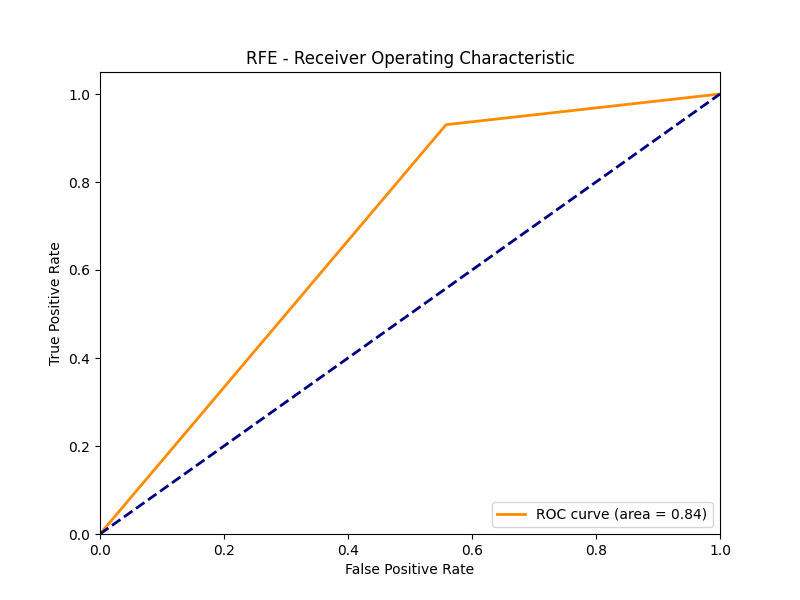 RFE - Receiver Operating Characteristic
True Positive Rate
1.0
0.8
0.6
0.4
0.2
0.0
ROC curve (area = 0.84)
0.0 0.2 0.4 0.6 0.8 1.0
False Positive Rate